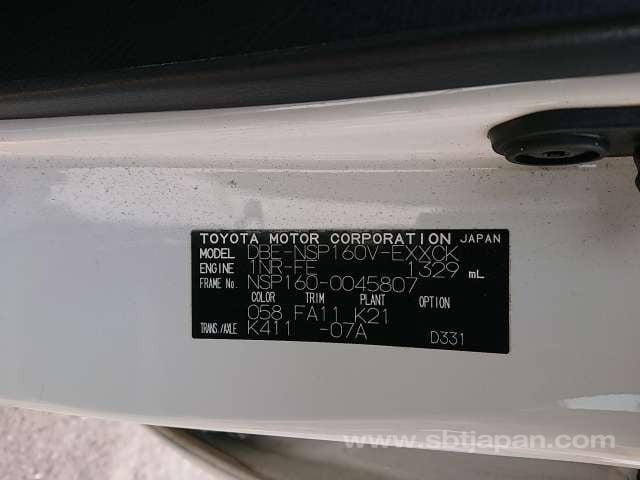 TOYOTA MOTOR CORPORATION JAPAN
MODEL DBE-NSP160V-EXXCK
ENGINE 1NR-FE 1329 mL
FRAME No. NSP160-0045807
COLOR TRIM PLANT OPTION
058 FA11 K21
TRANS./AXLE K411 -07A D331
www.sbtjapan.com